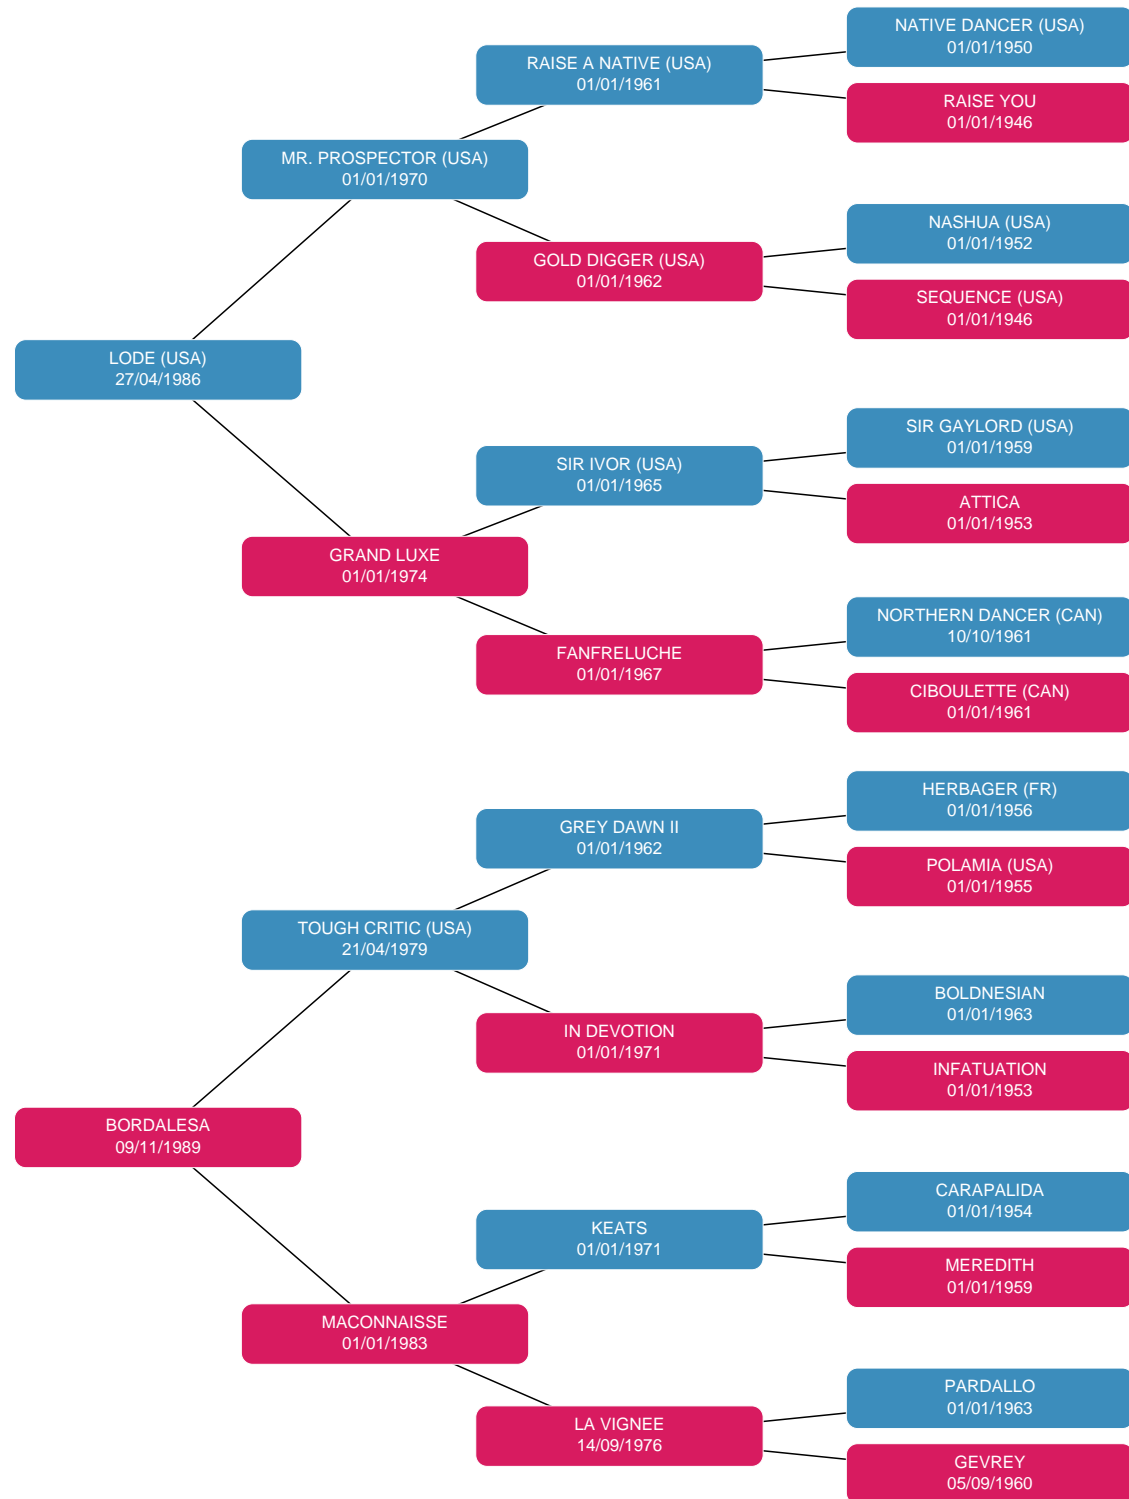 NATIVE DANCER (USA)
01/01/1950
RAISE A NATIVE (USA)
01/01/1961
RAISE YOU
01/01/1946
MR. PROSPECTOR (USA)
01/01/1970
NASHUA (USA)
01/01/1952
GOLD DIGGER (USA)
01/01/1962
SEQUENCE (USA)
01/01/1946
LODE (USA)
27/04/1986
SIR GAYLORD (USA)
01/01/1959
SIR IVOR (USA)
01/01/1965
ATTICA
01/01/1953
GRAND LUXE
01/01/1974
NORTHERN DANCER (CAN)
10/10/1961
FANFRELUCHE
01/01/1967
CIBOULETTE (CAN)
01/01/1961
HERBAGER (FR)
01/01/1956
GREY DAWN II
01/01/1962
POLAMIA (USA)
01/01/1955
TOUGH CRITIC (USA)
21/04/1979
BOLDNESIAN
01/01/1963
IN DEVOTION
01/01/1971
INFATUATION
01/01/1953
BORDALESA
09/11/1989
CARAPALIDA
01/01/1954
KEATS
01/01/1971
MEREDITH
01/01/1959
MACONNAISSE
01/01/1983
PARDALLO
01/01/1963
LA VIGNEE
14/09/1976
GEVREY
05/09/1960